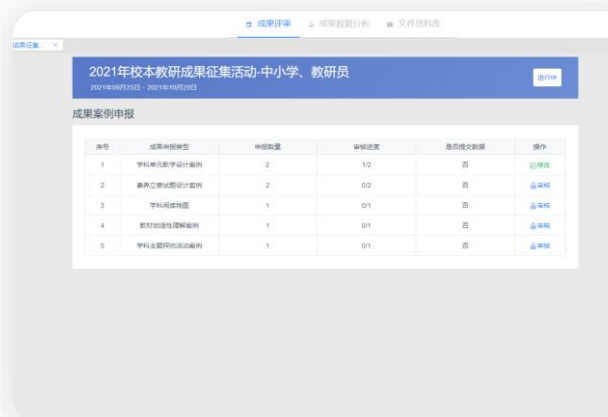 成果评审 成果数据分析 文件资料库
成果征集... ×
2021年校本教研成果征集活动-中小学、教研员
2021年09月25日 - 2021年10月29日
进行中
成果案例申报
序号 成果申报类型 申报数量 审核进度 是否提交数据 操作
1 学科单元教学设计案例 2 1/2 否 修改
2 素养立意试题设计案例 2 0/2 否 审核
3 学科阅读地图 1 0/1 否 审核
4 教材创造性理解案例 1 0/1 否 审核
5 学科主题探究活动案例 1 0/1 否 审核